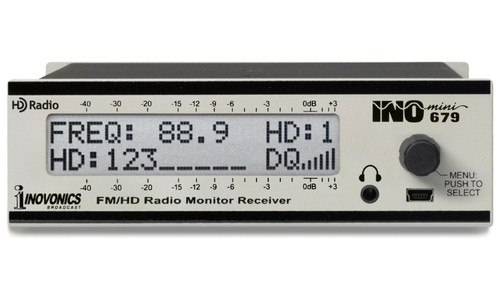 HD Radio
-40 -30 -20 -15 -12 -9 -6 -3 0dB +3
INOmini
679
FREQ: 88.9 HD:1
HD:123_____ DQ
MENU:
PUSH TO
SELECT
-40 -30 -20 -15 -12 -9 -6 -3 0dB +3
INOVONICS
BROADCAST
FM/HD Radio Monitor Receiver